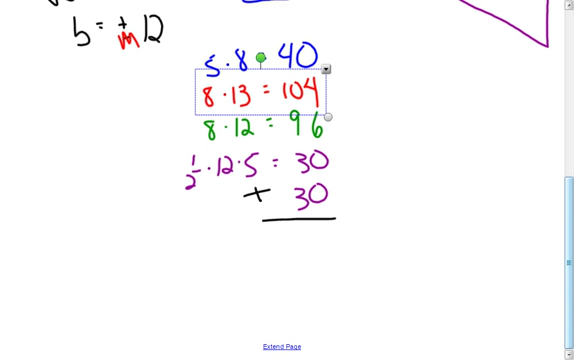 b = ± 12
5 · 8 40
8 · 13 = 104
8 · 12 = 96
1/2 · 12 · 5 = 30
+ 30
Extend Page